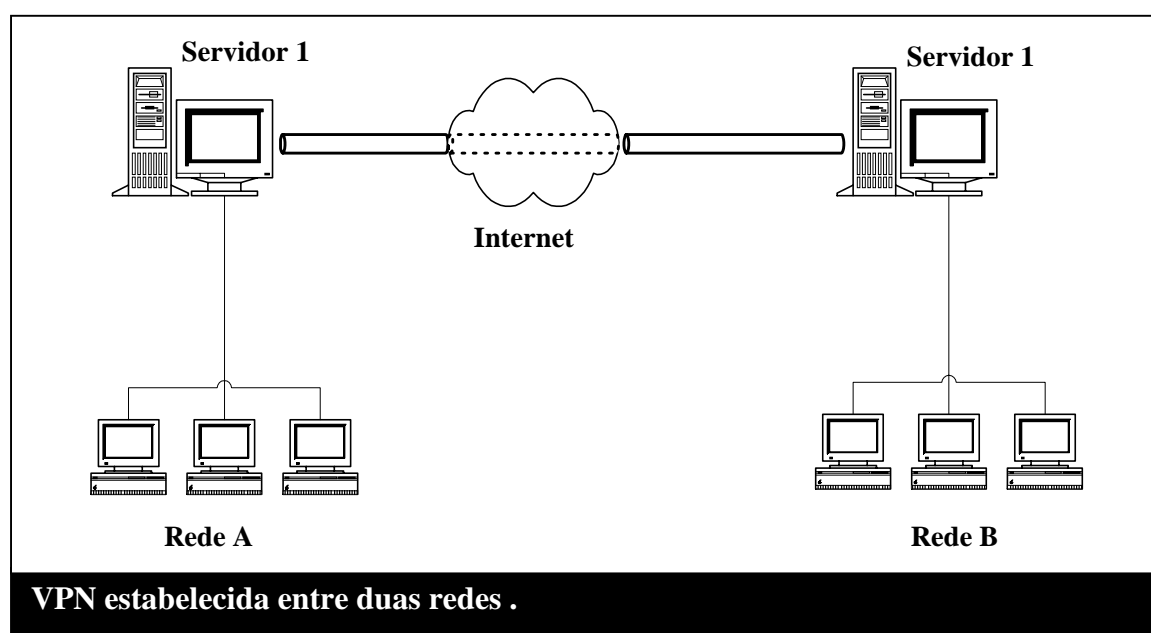 Servidor 1
Servidor 1
Internet
Rede A
Rede B
VPN estabelecida entre duas redes .